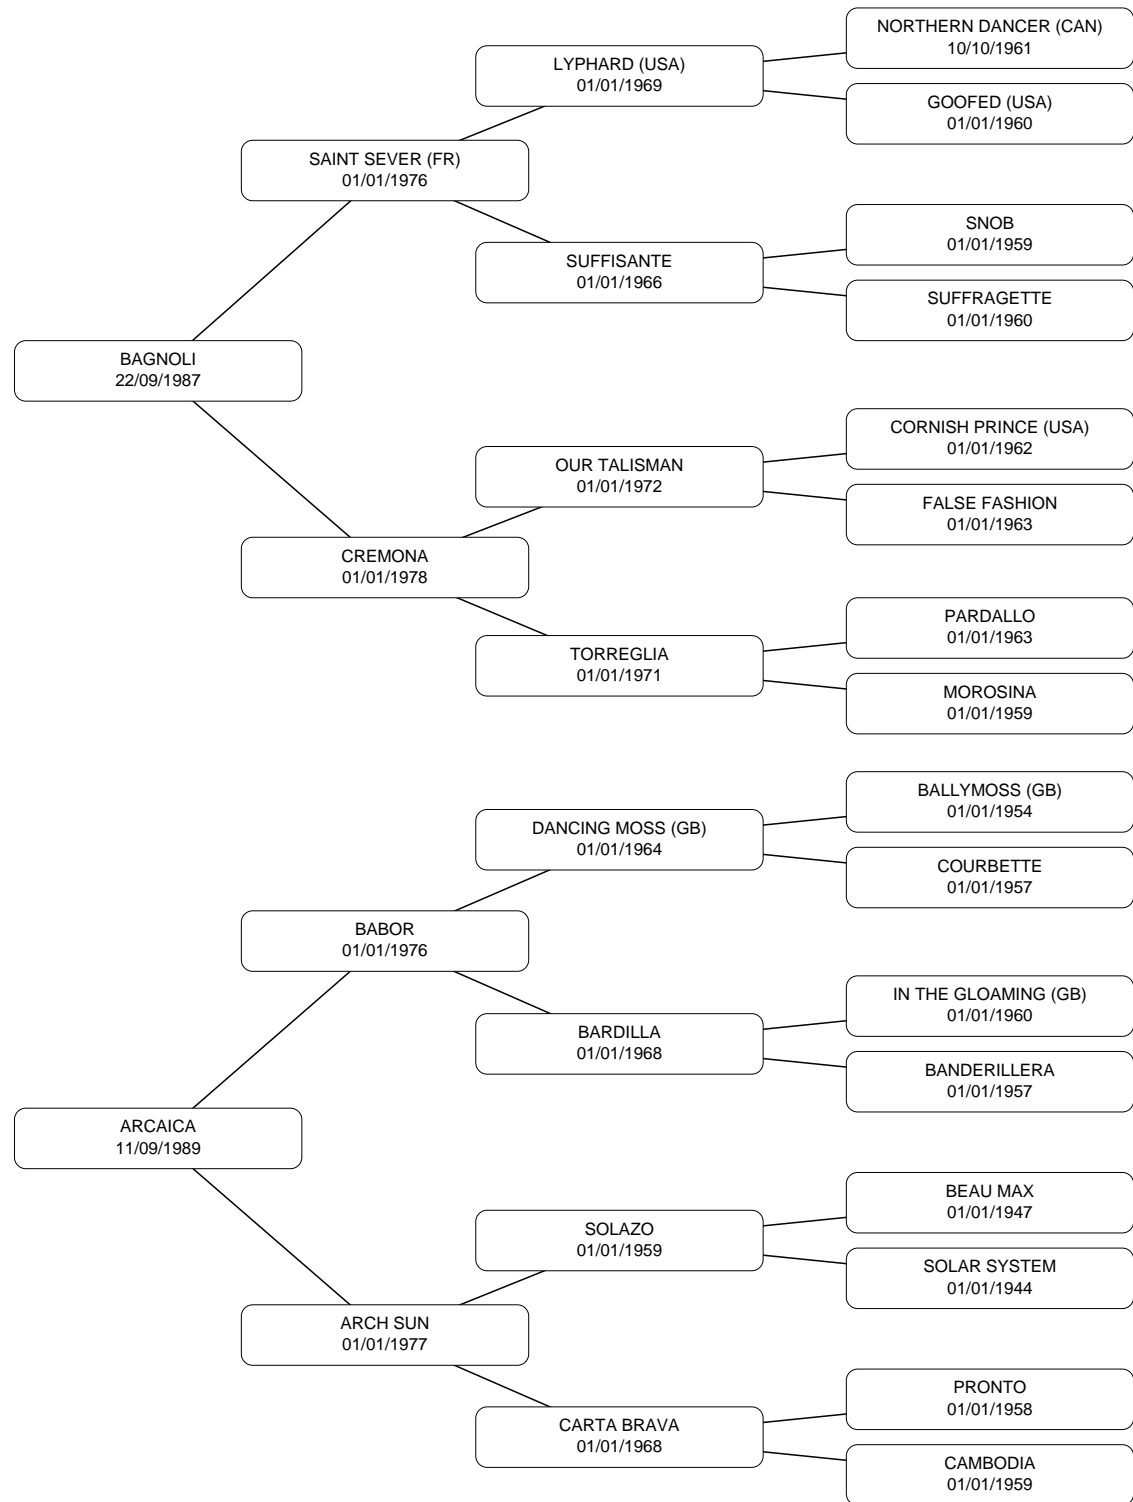 NORTHERN DANCER (CAN)
10/10/1961
LYPHARD (USA)
01/01/1969
GOOFED (USA)
01/01/1960
SAINT SEVER (FR)
01/01/1976
SNOB
01/01/1959
SUFFISANTE
01/01/1966
SUFFRAGETTE
01/01/1960
BAGNOLI
22/09/1987
CORNISH PRINCE (USA)
01/01/1962
OUR TALISMAN
01/01/1972
FALSE FASHION
01/01/1963
CREMONA
01/01/1978
PARDALLO
01/01/1963
TORREGLIA
01/01/1971
MOROSINA
01/01/1959
BALLYMOSS (GB)
01/01/1954
DANCING MOSS (GB)
01/01/1964
COURBETTE
01/01/1957
BABOR
01/01/1976
IN THE GLOAMING (GB)
01/01/1960
BARDILLA
01/01/1968
BANDERILLERA
01/01/1957
ARCAICA
11/09/1989
BEAU MAX
01/01/1947
SOLAZO
01/01/1959
SOLAR SYSTEM
01/01/1944
ARCH SUN
01/01/1977
PRONTO
01/01/1958
CARTA BRAVA
01/01/1968
CAMBODIA
01/01/1959